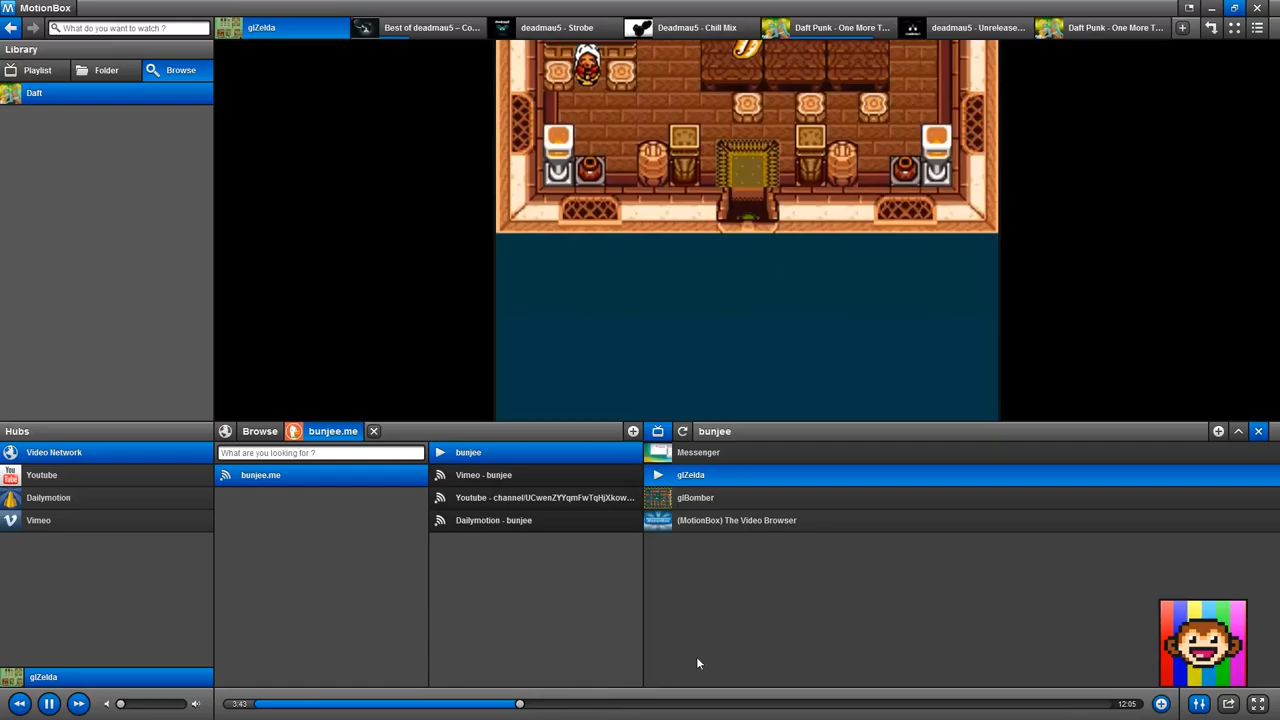 MotionBox
What do you want to watch ?
glZelda
Best of deadmau5 – Co...
deadmau5 - Strobe
Deadmau5 - Chill Mix
Daft Punk - One More T...
deadmau5 - Unrelease...
Daft Punk - One More T...
Library
Playlist
Folder
Browse
Daft
Hubs
Browse
bunjee.me
bunjee
Video Network
Youtube
Dailymotion
Vimeo
What are you looking for ?
bunjee.me
bunjee
Vimeo - bunjee
Youtube - channel/UCwenZYYqmFwTqHjXkow...
Dailymotion - bunjee
Messenger
glZelda
glBomber
(MotionBox) The Video Browser
glZelda
3:43
12:05